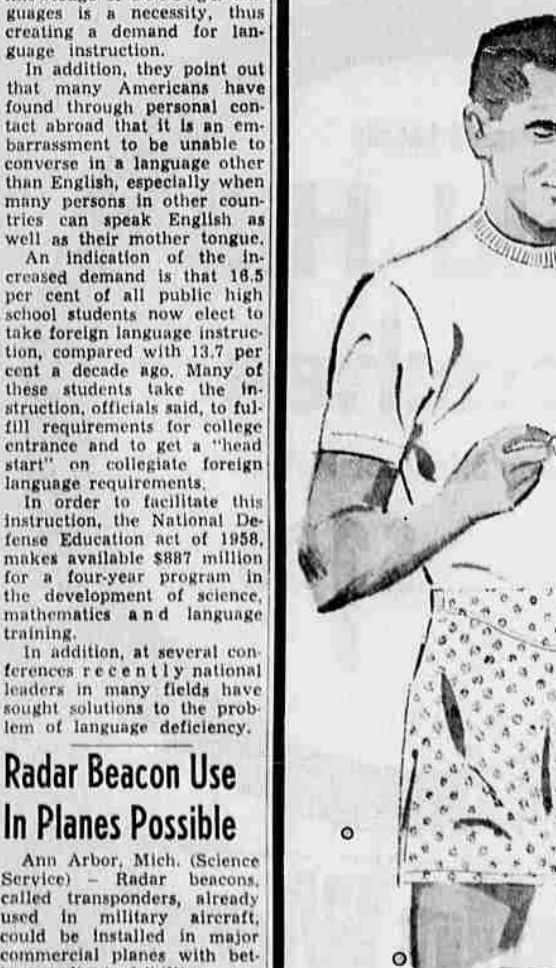 guages is a necessity, thus
creating a demand for lan-
guage instruction.
In addition, they point out
that many Americans have
found through personal con-
tact abroad that it is an em-
barrassment to be unable to
converse in a language other
than English, especially when
many persons in other coun-
tries can speak English as
well as their mother tongue.
An indication of the in-
creased demand is that 16.5
per cent of all public high
school students now elect to
take foreign language instruc-
tion, compared with 13.7 per
cent a decade ago. Many of
these students take the in-
struction, officials said, to ful-
fill requirements for college
entrance and to get a "head
start" on collegiate foreign
language requirements.
In order to facilitate this
instruction, the National De-
fense Education act of 1958,
makes available $887 million
for a four-year program in
the development of science,
mathematics and language
training.
In addition, at several con-
ferences recently national
leaders in many fields have
sought solutions to the prob-
lem of language deficiency.
Radar Beacon Use
In Planes Possible
Ann Arbor, Mich. (Science
Service) – Radar beacons,
called transponders, already
used in military aircraft,
could be installed in major
commercial planes with bet-